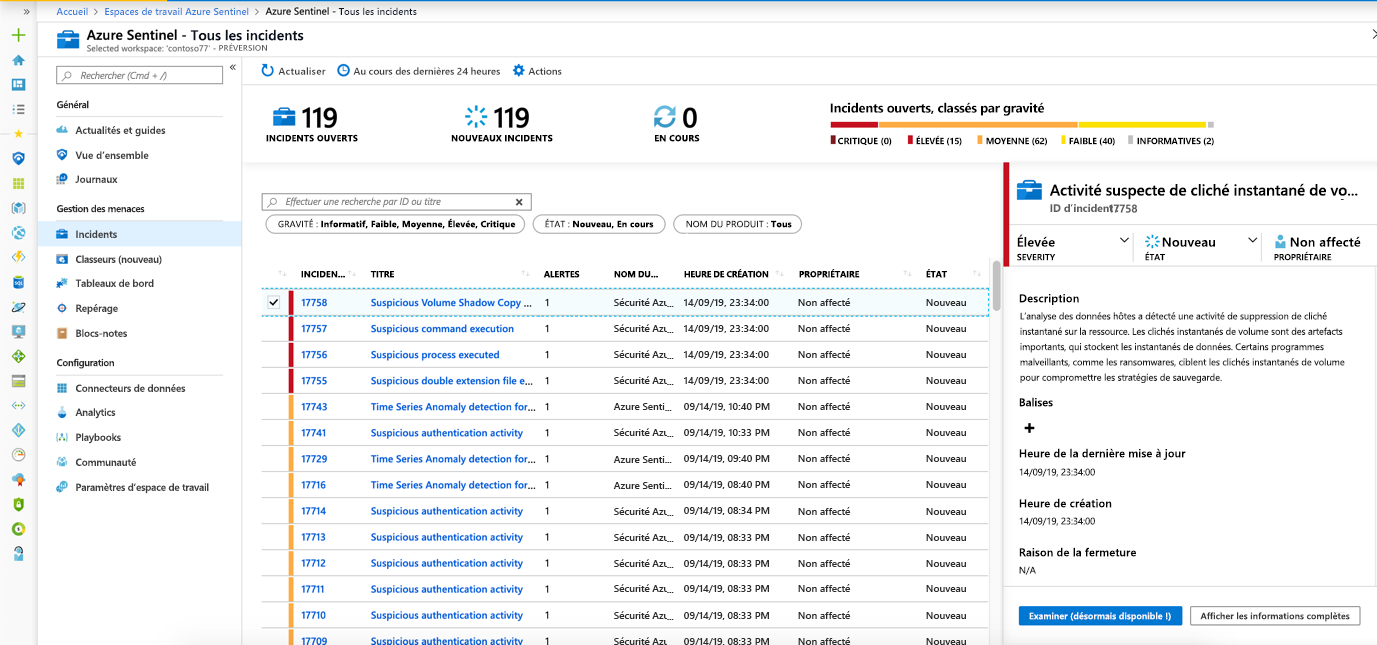 »
Accueil > Espaces de travail Azure Sentinel > Azure Sentinel - Tous les incidents
Azure Sentinel - Tous les incidents
Selected workspace: 'contoso77' - PRÉVERSION
Rechercher (Cmd + /)
«
Général
Actualités et guides
Vue d'ensemble
Journaux
Gestion des menaces
Incidents
Classeurs (nouveau)
Tableaux de bord
Repérage
Blocs-notes
Configuration
Connecteurs de données
Analytics
Playbooks
Communauté
Paramètres d'espace de travail
Actualiser Au cours des dernières 24 heures Actions
119
INCIDENTS OUVERTS
119
NOUVEAUX INCIDENTS
0
EN COURS
Incidents ouverts, classés par gravité
CRITIQUE (0) ÉLEVÉE (15) MOYENNE (62) FAIBLE (40) INFORMATIVES (2)
Effectuer une recherche par ID ou titre
GRAVITÉ : Informatif, Faible, Moyenne, Élevée, Critique ÉTAT : Nouveau, En cours NOM DU PRODUIT : Tous
INCIDEN... TITRE ALERTES NOM DU... HEURE DE CRÉATION PROPRIÉTAIRE ÉTAT
17758 Suspicious Volume Shadow Copy ... 1 Sécurité Azu... 14/09/19, 23:34:00 Non affecté Nouveau
17757 Suspicious command execution 1 Sécurité Azu... 14/09/19, 23:34:00 Non affecté Nouveau
17756 Suspicious process executed 1 Sécurité Azu... 14/09/19, 23:34:00 Non affecté Nouveau
17755 Suspicious double extension file e... 1 Sécurité Azu... 14/09/19, 23:34:00 Non affecté Nouveau
17743 Time Series Anomaly detection for... 1 Azure Senti... 09/14/19, 10:40 PM Non affecté Nouveau
17741 Suspicious authentication activity 1 Sécurité Azu... 09/14/19, 10:33 PM Non affecté Nouveau
17729 Time Series Anomaly detection for... 1 Azure Senti... 09/14/19, 09:40 PM Non affecté Nouveau
17716 Time Series Anomaly detection for... 1 Azure Senti... 09/14/19, 08:40 PM Non affecté Nouveau
17714 Suspicious authentication activity 1 Sécurité Azu... 09/14/19, 08:34 PM Non affecté Nouveau
17713 Suspicious authentication activity 1 Sécurité Azu... 09/14/19, 08:33 PM Non affecté Nouveau
17712 Suspicious authentication activity 1 Sécurité Azu... 09/14/19, 08:33 PM Non affecté Nouveau
17711 Suspicious authentication activity 1 Sécurité Azu... 09/14/19, 08:33 PM Non affecté Nouveau
17710 Suspicious authentication activity 1 Sécurité Azu... 09/14/19, 08:33 PM Non affecté Nouveau
17709 Suspicious authentication activity 1 Sécurité Azu... 09/14/19, 08:33 PM Non affecté Nouveau
Activité suspecte de cliché instantané de vo...
ID d'incident17758
Élevée
SEVERITY
Nouveau
ÉTAT
Non affecté
PROPRIÉTAIRE
Description
L'analyse des données hôtes a détecté une activité de suppression de cliché
instantané sur la ressource. Les clichés instantanés de volume sont des artefacts
importants, qui stockent les instantanés de données. Certains programmes
malveillants, comme les ransomwares, ciblent les clichés instantanés de volume
pour compromettre les stratégies de sauvegarde.
Balises
+
Heure de la dernière mise à jour
14/09/19, 23:34:00
Heure de création
14/09/19, 23:34:00
Raison de la fermeture
N/A
Examiner (désormais disponible !) Afficher les informations complètes